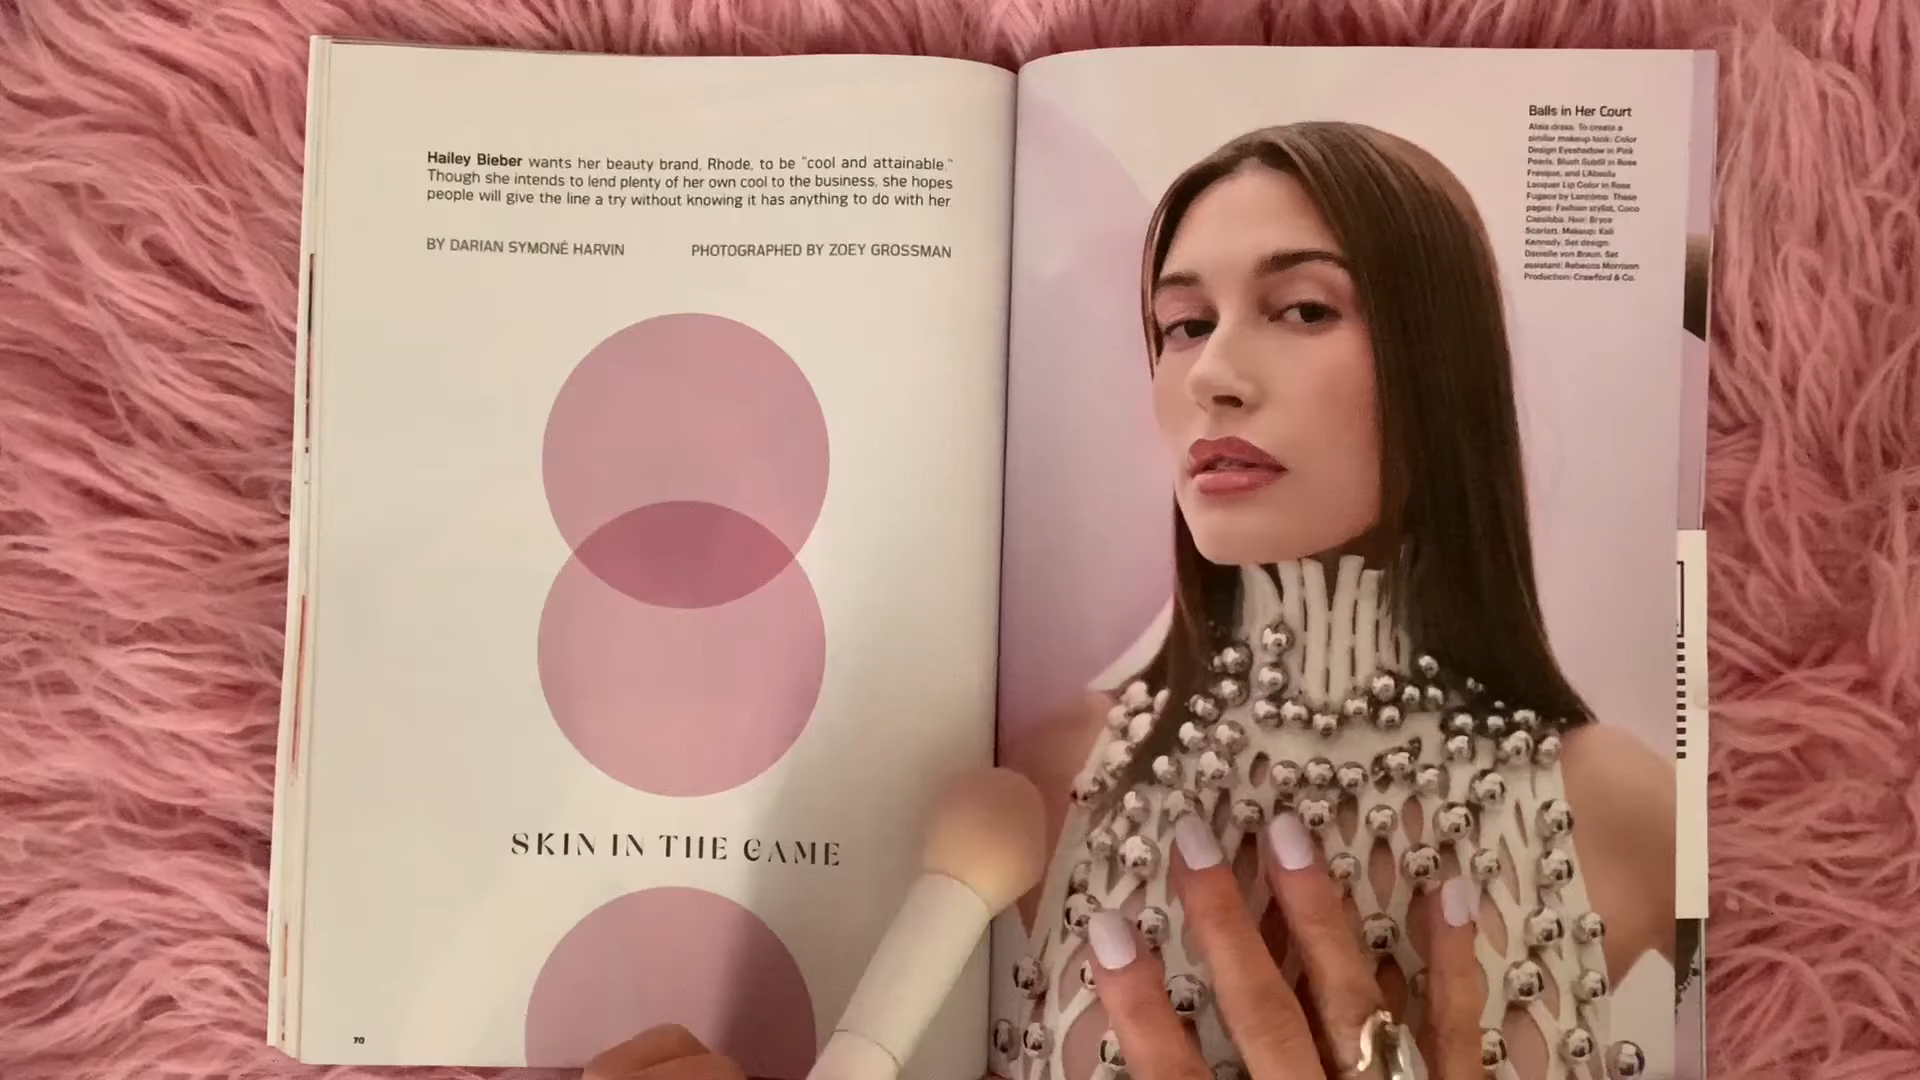 Hailey Bieber wants her beauty brand, Rhode, to be "cool and attainable."
Though she intends to lend plenty of her own cool to the business, she hopes
people will give the line a try without knowing it has anything to do with her.
BY DARIAN SYMONÉ HARVIN
PHOTOGRAPHED BY ZOEY GROSSMAN
SKIN IN THE GAME
70
Balls in Her Court
Alaïa dress. To create a
similar makeup look: Color
Design Eyeshadow in Pink
Pearls, Blush Subtil in Rose
Fresque, and L'Absolu
Lacquer Lip Color in Rose
Fugace by Lancôme. These
pages: Fashion stylist,
Hair: Bryce
Scarlett. Makeup:
Kennedy. Set design:
Danielle von Braun. Set
assistant: Rebecca Morrison
Production: Crawford & Co.